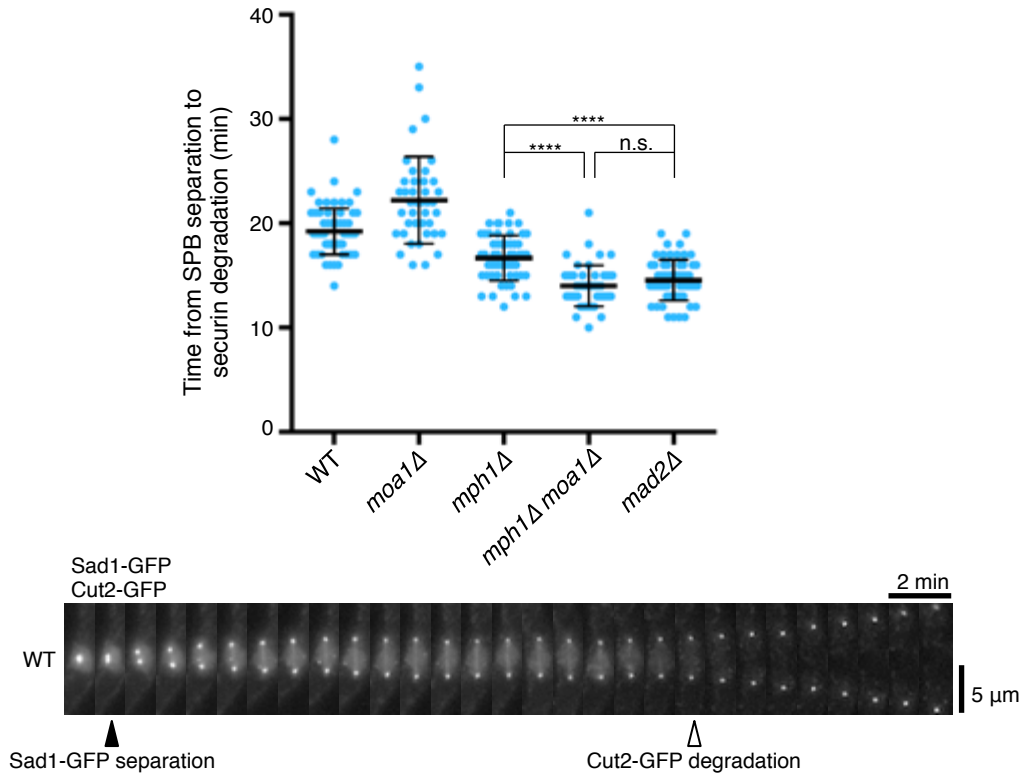 Time from SPB separation to
securin degradation (min)
40
30
20
10
0
****
****
n.s.
WT
moa1Δ
mph1Δ
mph1Δ moa1Δ
mad2Δ
Sad1-GFP
Cut2-GFP
2 min
WT
5 μm
Sad1-GFP separation
Cut2-GFP degradation